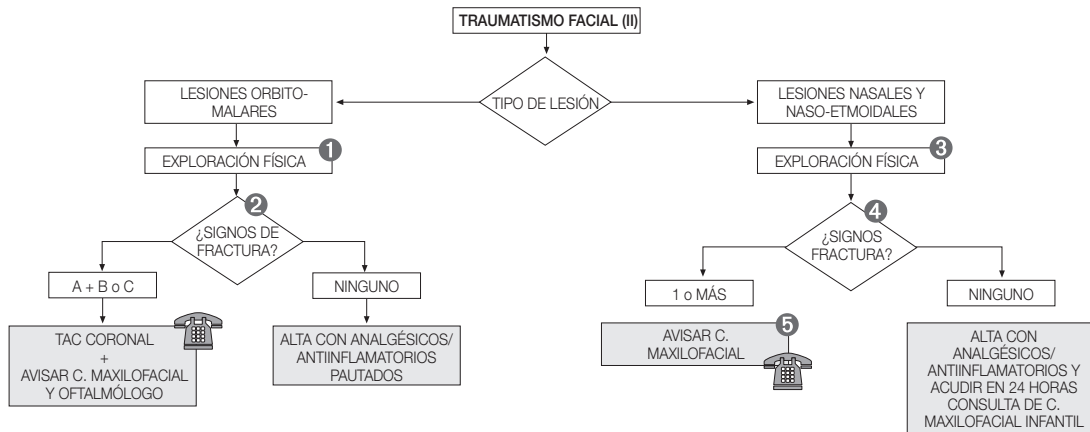 TRAUMATISMO FACIAL (II)
TIPO DE LESIÓN
LESIONES ORBITO-
MALARES
1
EXPLORACIÓN FÍSICA
2
¿SIGNOS DE
FRACTURA?
A + B o C
NINGUNO
TAC CORONAL
+
AVISAR C. MAXILOFACIAL
Y OFTALMÓLOGO
ALTA CON ANALGÉSICOS/
ANTIINFLAMATORIOS
PAUTADOS
LESIONES NASALES Y
NASO-ETMOIDALES
3
EXPLORACIÓN FÍSICA
4
¿SIGNOS
FRACTURA?
1 o MÁS
NINGUNO
5
AVISAR C.
MAXILOFACIAL
ALTA CON
ANALGÉSICOS/
ANTIINFLAMATORIOS Y
ACUDIR EN 24 HORAS
CONSULTA DE C.
MAXILOFACIAL INFANTIL